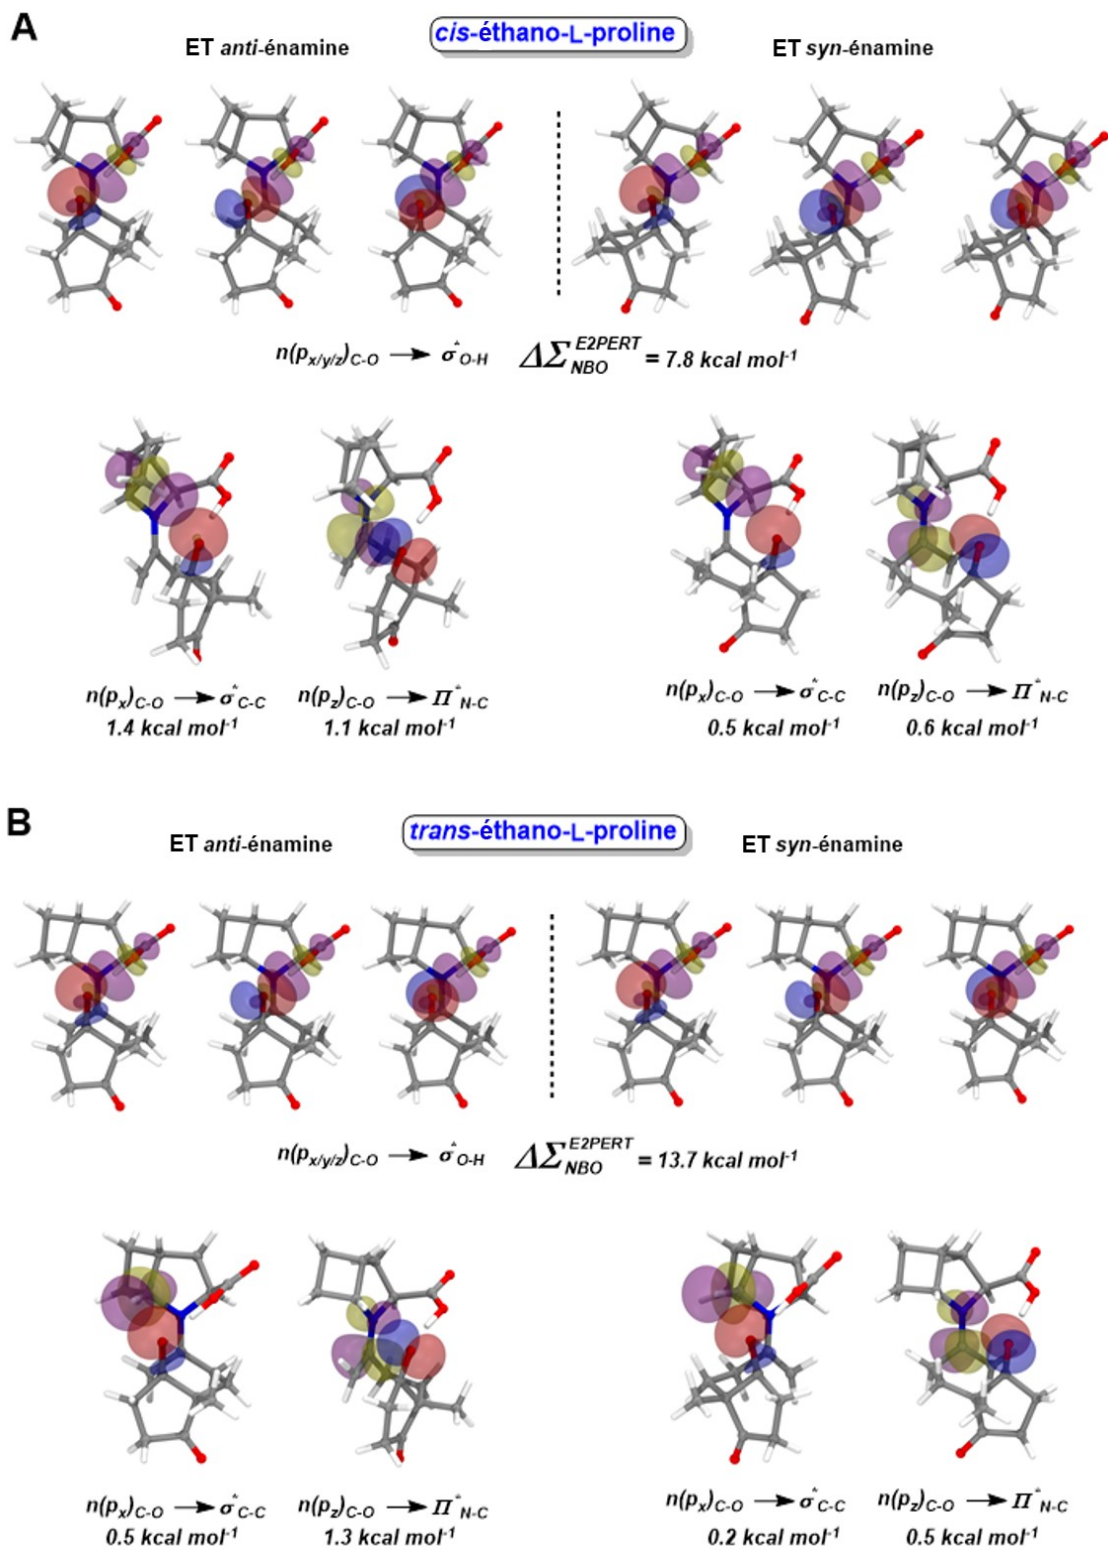 A
cis-éthano-L-proline
ET anti-énamine
ET syn-énamine
n(px/y/z)C-O → σ*O-H ΔΣNBO E2PERT = 7.8 kcal mol-1
n(px)C-O → σ*C-C n(pz)C-O → Π*N-C n(px)C-O → σ*C-C n(pz)C-O → Π*N-C
1.4 kcal mol-1 1.1 kcal mol-1 0.5 kcal mol-1 0.6 kcal mol-1
B
trans-éthano-L-proline
ET anti-énamine
ET syn-énamine
n(px/y/z)C-O → σ*O-H ΔΣNBO E2PERT = 13.7 kcal mol-1
n(px)C-O → σ*C-C n(pz)C-O → Π*N-C n(px)C-O → σ*C-C n(pz)C-O → Π*N-C
0.5 kcal mol-1 1.3 kcal mol-1 0.2 kcal mol-1 0.5 kcal mol-1